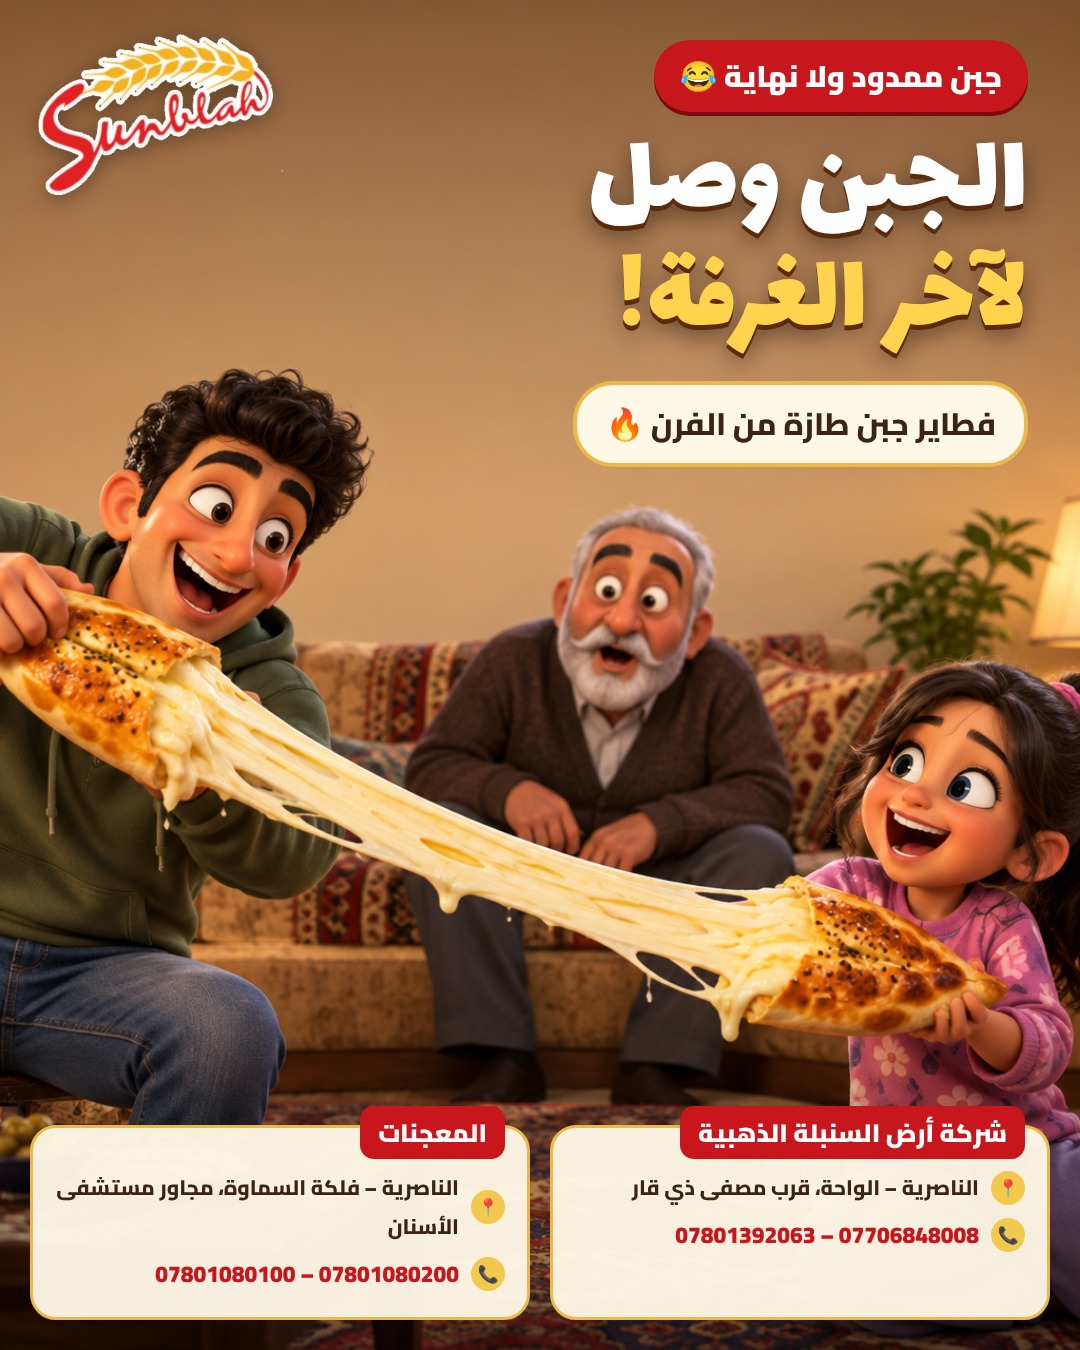 Sunblah
جبن ممدود ولا نهاية 😂
الجبن وصل
لآخر الغرفة!
فطاير جبن طازة من الفرن 🔥
شركة أرض السنبلة الذهبية
الناصرية – الواحة، قرب مصفى ذي قار
07801392063 – 07706848008
المعجنات
الناصرية – فلكة السماوة، مجاور مستشفى
الأسنان
07801080100 – 07801080200